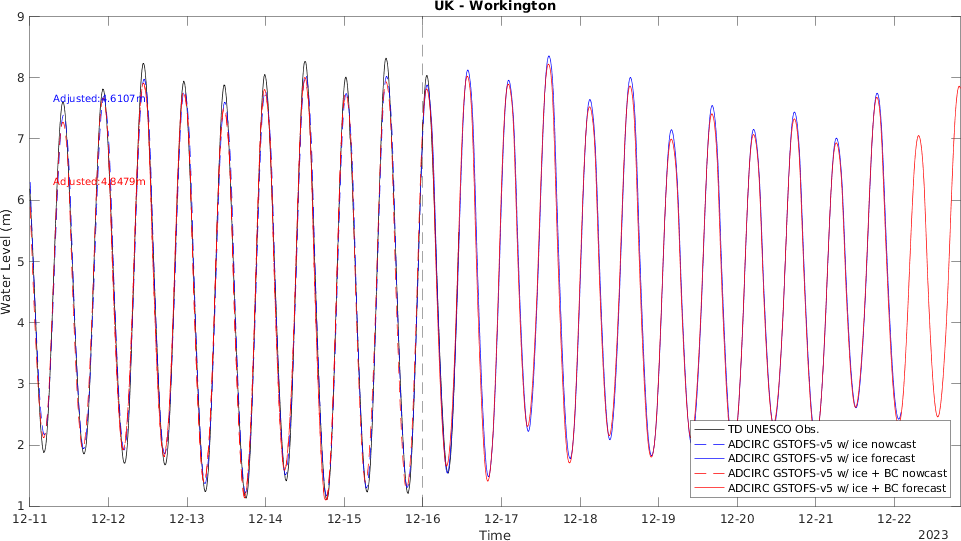 UK - Workington
9
8
7
6
5
4
3
2
1
Water Level (m)
Adjusted:4.6107m
Adjusted:4.8479m
TD UNESCO Obs.
ADCIRC GSTOFS-v5 w/ ice nowcast
ADCIRC GSTOFS-v5 w/ ice forecast
ADCIRC GSTOFS-v5 w/ ice + BC nowcast
ADCIRC GSTOFS-v5 w/ ice + BC forecast
12-11 12-12 12-13 12-14 12-15 12-16 12-17 12-18 12-19 12-20 12-21 12-22
Time
2023